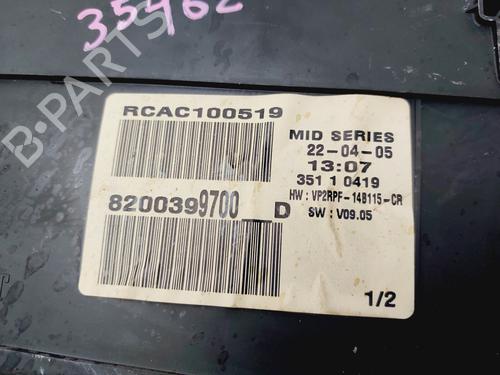 35462
B-PARTS
RCAC100519
MID SERIES
22-04-05
13:07
351 1 0419
HW : VP2RPF-14B115-CR
SW : V09.05
8200399700__D
1/2